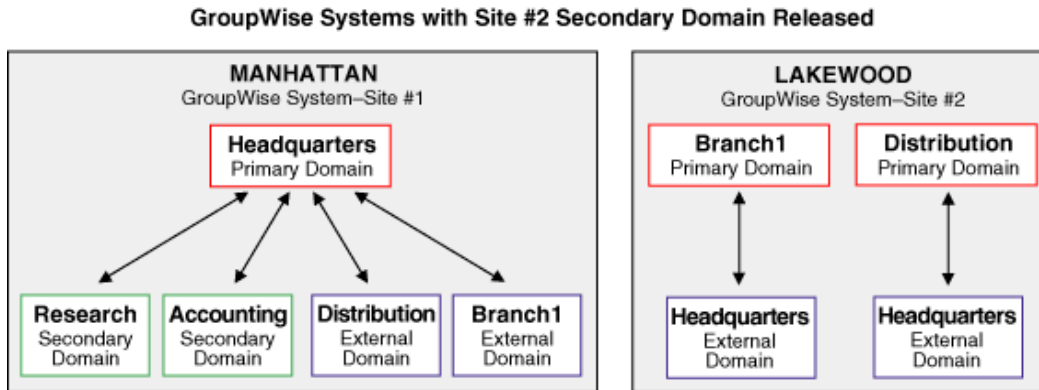 GroupWise Systems with Site #2 Secondary Domain Released
MANHATTAN
GroupWise System–Site #1
Headquarters
Primary Domain
Research
Secondary
Domain
Accounting
Secondary
Domain
Distribution
External
Domain
Branch1
External
Domain
LAKEWOOD
GroupWise System–Site #2
Branch1
Primary Domain
Distribution
Primary Domain
Headquarters
External
Domain
Headquarters
External
Domain